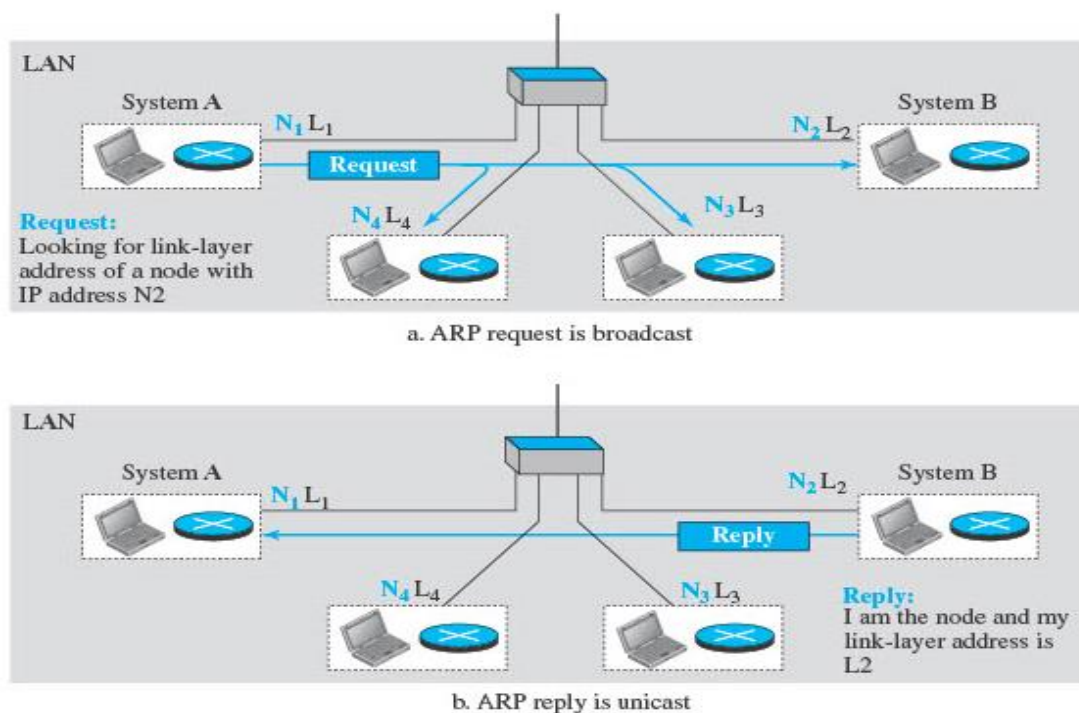 LAN
System A
System B
N1 L1
N2 L2
Request
N4 L4
N3 L3
Request:
Looking for link-layer
address of a node with
IP address N2
a. ARP request is broadcast
LAN
System A
System B
N1 L1
N2 L2
Reply
N4 L4
N3 L3
Reply:
I am the node and my
link-layer address is
L2
b. ARP reply is unicast